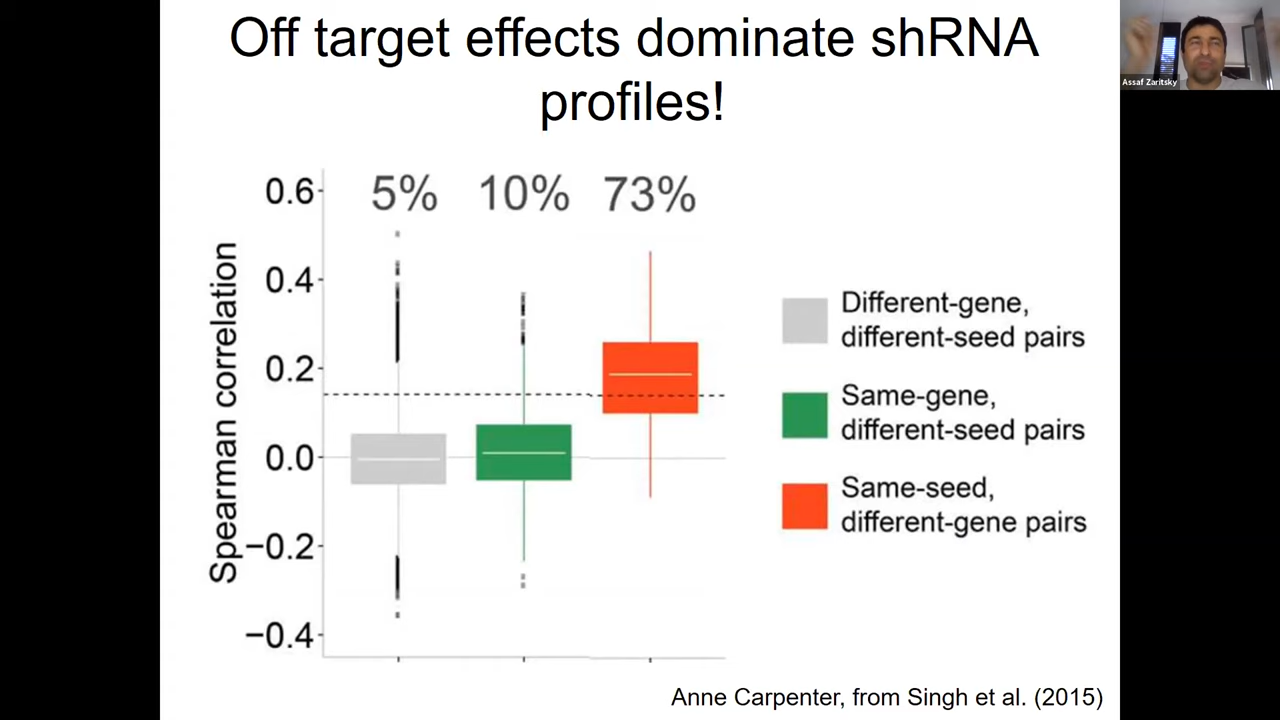 Off target effects dominate shRNA
profiles!
Assaf Zaritsky
5% 10% 73%
0.6
0.4
0.2
0.0
−0.2
−0.4
Spearman correlation
Different-gene,
different-seed pairs
Same-gene,
different-seed pairs
Same-seed,
different-gene pairs
Anne Carpenter, from Singh et al. (2015)